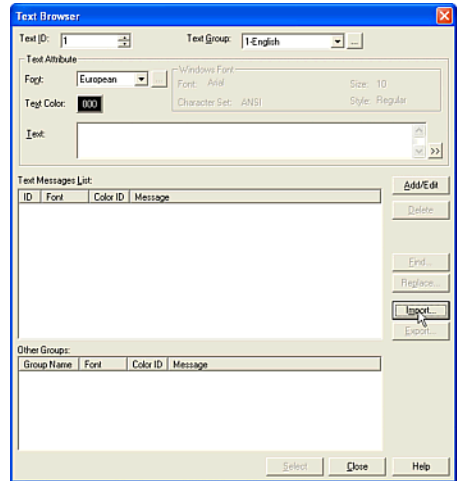 Text Browser
Text ID: 1 Text Group: 1-English ...
Text Attribute
Font: European ...
Windows Font
Font: Arial Size: 10
Character Set: ANSI Style: Regular
Text Color: 000
Text: >>
Text Messages List:
ID Font Color ID Message
Add/Edit
Delete
Find...
Replace...
Import...
Export...
Other Groups:
Group Name Font Color ID Message
Select Close Help